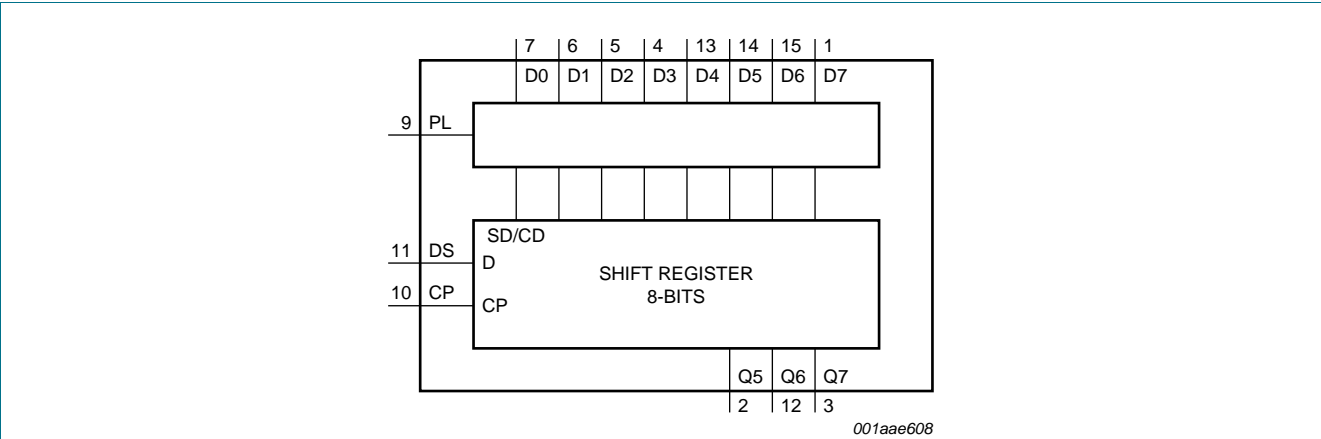 7 6 5 4 13 14 15 1
D0 D1 D2 D3 D4 D5 D6 D7
9 PL
SD/CD
11 DS D
SHIFT REGISTER
8-BITS
10 CP CP
Q5 Q6 Q7
2 12 3
001aae608